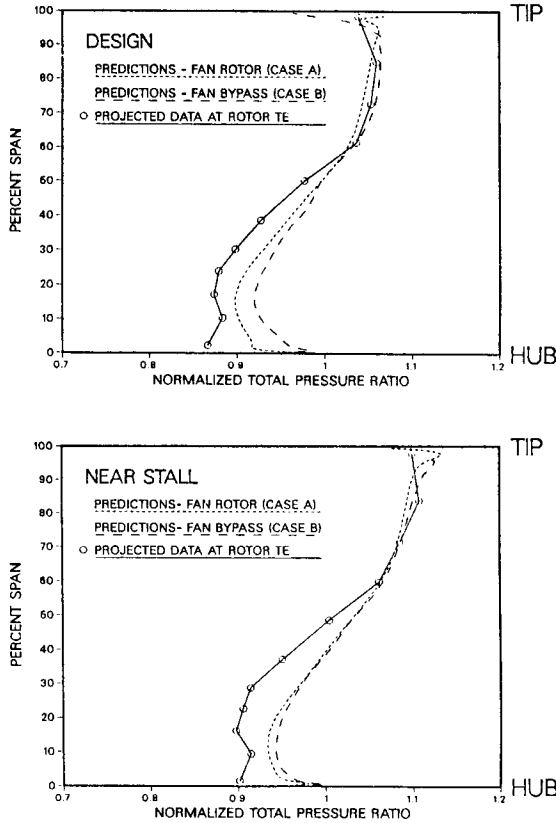 TIP
100
90
80
70
60
50
40
30
20
10
0
PERCENT SPAN
DESIGN
PREDICTIONS - FAN ROTOR (CASE A)
PREDICTIONS - FAN BYPASS (CASE B)
PROJECTED DATA AT ROTOR TE
0.7
0.8
0.9
1
1.1
1.2
HUB
NORMALIZED TOTAL PRESSURE RATIO
TIP
100
90
80
70
60
50
40
30
20
10
0
PERCENT SPAN
NEAR STALL
PREDICTIONS- FAN ROTOR (CASE A)
PREDICTIONS- FAN BYPASS (CASE B)
PROJECTED DATA AT ROTOR TE
0.7
0.8
0.9
1
1.1
1.2
HUB
NORMALIZED TOTAL PRESSURE RATIO